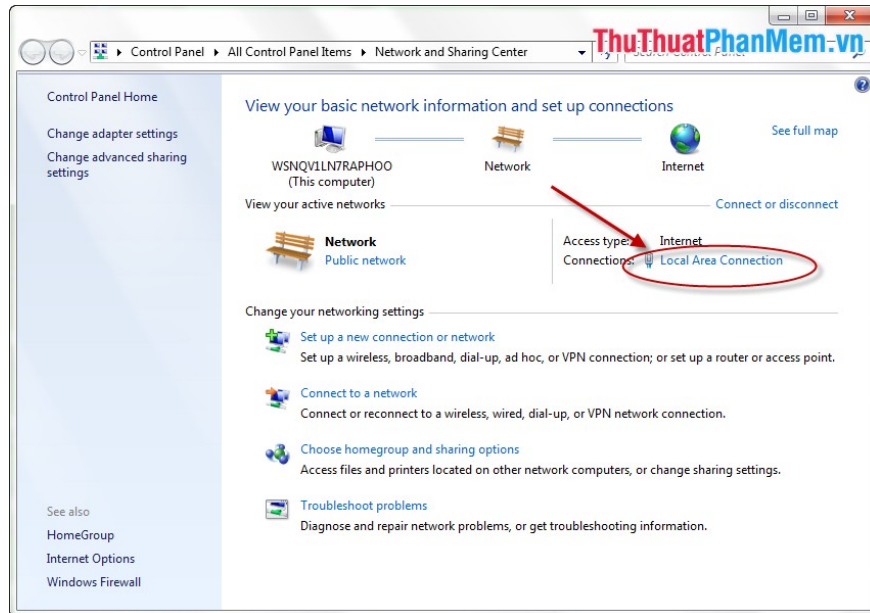 Control Panel ▸ All Control Panel Items ▸ Network and Sharing Center
ThuThuatPhanMem.vn
Search Control Panel
Control Panel Home
Change adapter settings
Change advanced sharing
settings
See also
HomeGroup
Internet Options
Windows Firewall
View your basic network information and set up connections
See full map
WSNQV1LN7RAPHOO
(This computer)
Network
Internet
View your active networks
Connect or disconnect
Network
Public network
Access type: Internet
Connections: Local Area Connection
Change your networking settings
Set up a new connection or network
Set up a wireless, broadband, dial-up, ad hoc, or VPN connection; or set up a router or access point.
Connect to a network
Connect or reconnect to a wireless, wired, dial-up, or VPN network connection.
Choose homegroup and sharing options
Access files and printers located on other network computers, or change sharing settings.
Troubleshoot problems
Diagnose and repair network problems, or get troubleshooting information.